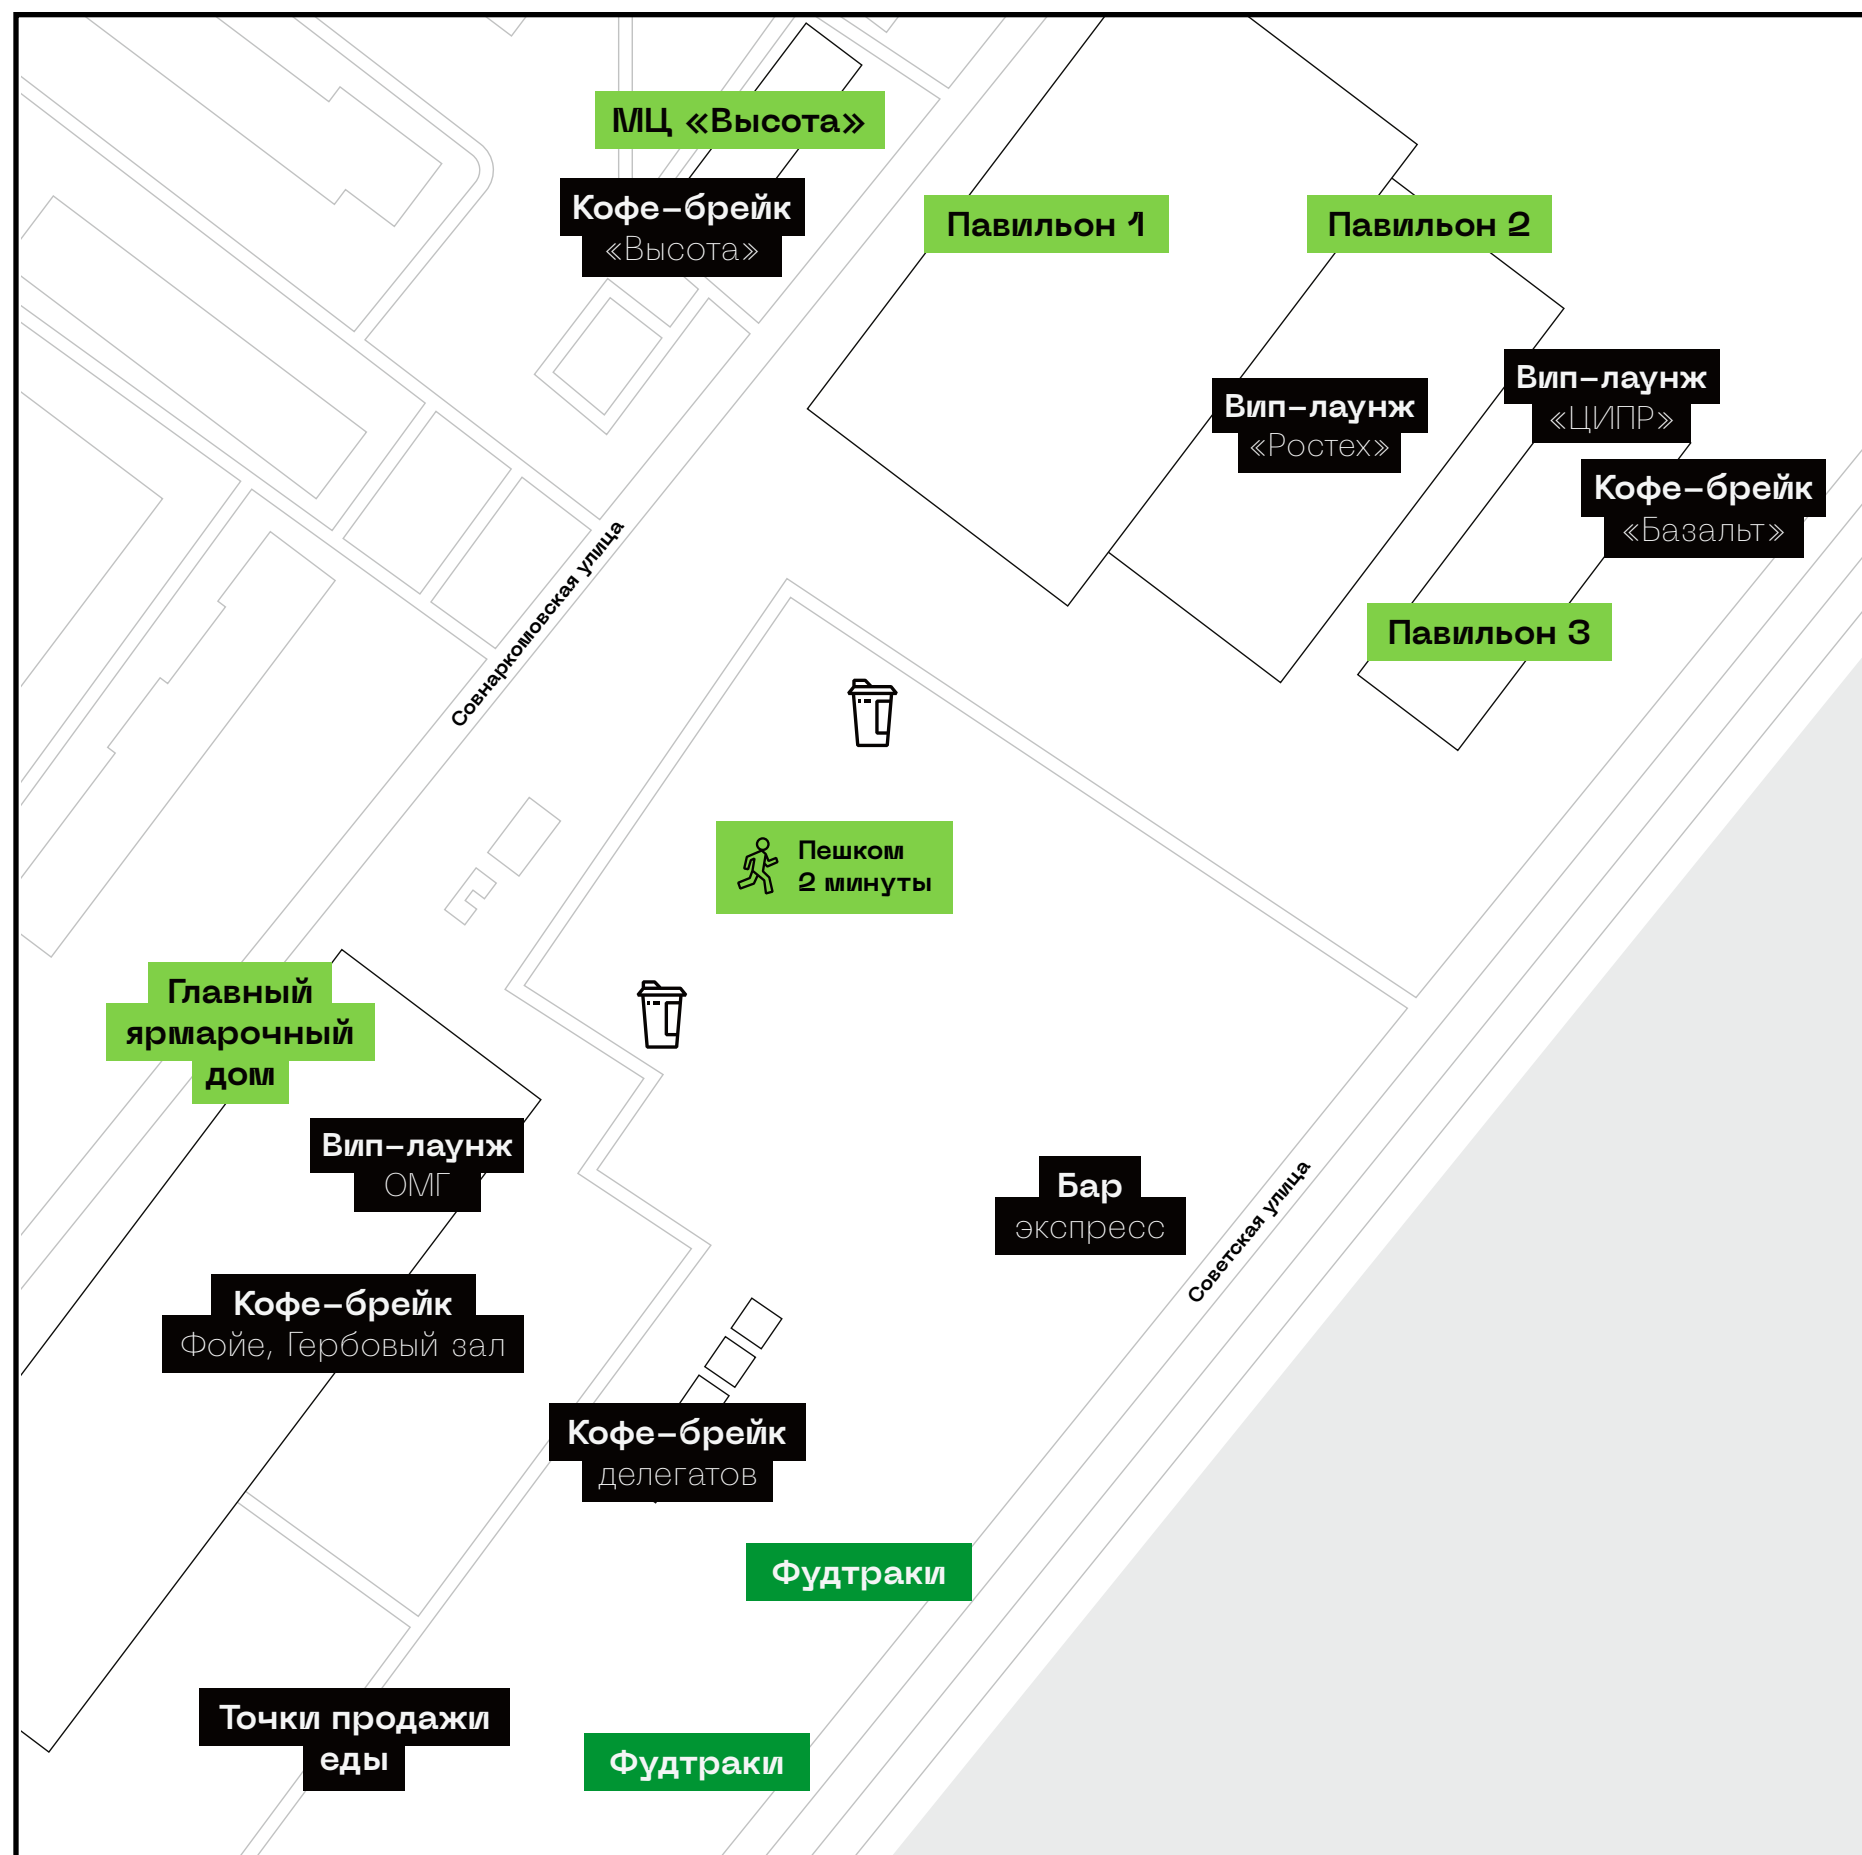 МЦ «Высота»
Кофе-брейк
«Высота»
Павильон 1
Павильон 2
Вип-лаунж
«ЦИПР»
Вип-лаунж
«Ростех»
Кофе-брейк
«Базальт»
Павильон 3
Совнаркомовская улица
Пешком
2 минуты
Главный
ярмарочный
дом
Вип-лаунж
ОМГ
Бар
экспресс
Советская улица
Кофе-брейк
Фойе, Гербовый зал
Кофе-брейк
делегатов
Фудтраки
Точки продажи
еды
Фудтраки